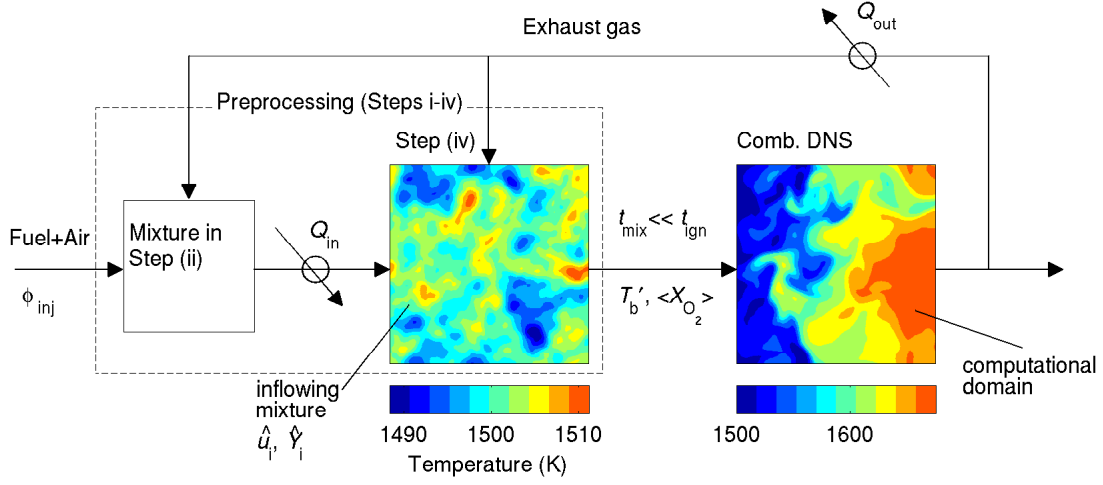 Exhaust gas
Q_out
Preprocessing (Steps i-iv)
Step (iv)
Comb. DNS
Fuel+Air
ϕ_inj
Mixture in
Step (ii)
Q_in
t_mix<< t_ign
T_b′, <X_O_2>
inflowing
mixture
û_i, Ŷ_i
computational
domain
1490 1500 1510
Temperature (K)
1500 1600